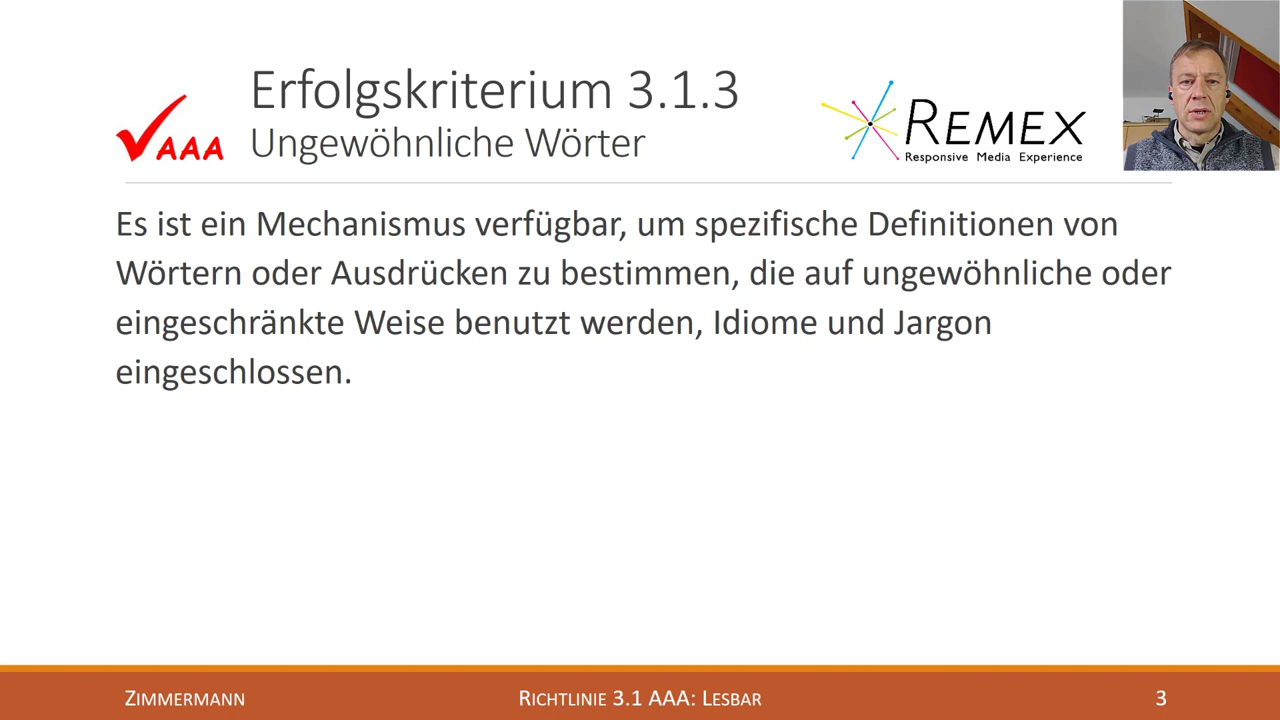 Erfolgskriterium 3.1.3
Ungewöhnliche Wörter
AAA
REMEX
Responsive Media Experience
Es ist ein Mechanismus verfügbar, um spezifische Definitionen von
Wörtern oder Ausdrücken zu bestimmen, die auf ungewöhnliche oder
eingeschränkte Weise benutzt werden, Idiome und Jargon
eingeschlossen.
ZIMMERMANN
RICHTLINIE 3.1 AAA: LESBAR
3